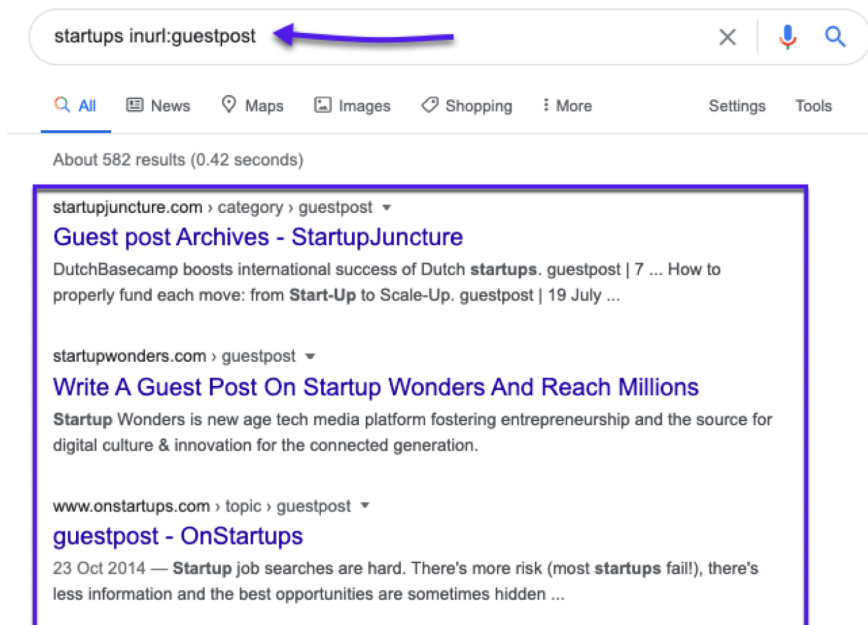 startups inurl:guestpost
All News Maps Images Shopping More Settings Tools
About 582 results (0.42 seconds)
startupjuncture.com › category › guestpost
Guest post Archives - StartupJuncture
DutchBasecamp boosts international success of Dutch startups. guestpost | 7 ... How to
properly fund each move: from Start-Up to Scale-Up. guestpost | 19 July ...
startupwonders.com › guestpost
Write A Guest Post On Startup Wonders And Reach Millions
Startup Wonders is new age tech media platform fostering entrepreneurship and the source for
digital culture & innovation for the connected generation.
www.onstartups.com › topic › guestpost
guestpost - OnStartups
23 Oct 2014 — Startup job searches are hard. There's more risk (most startups fail!), there's
less information and the best opportunities are sometimes hidden ...